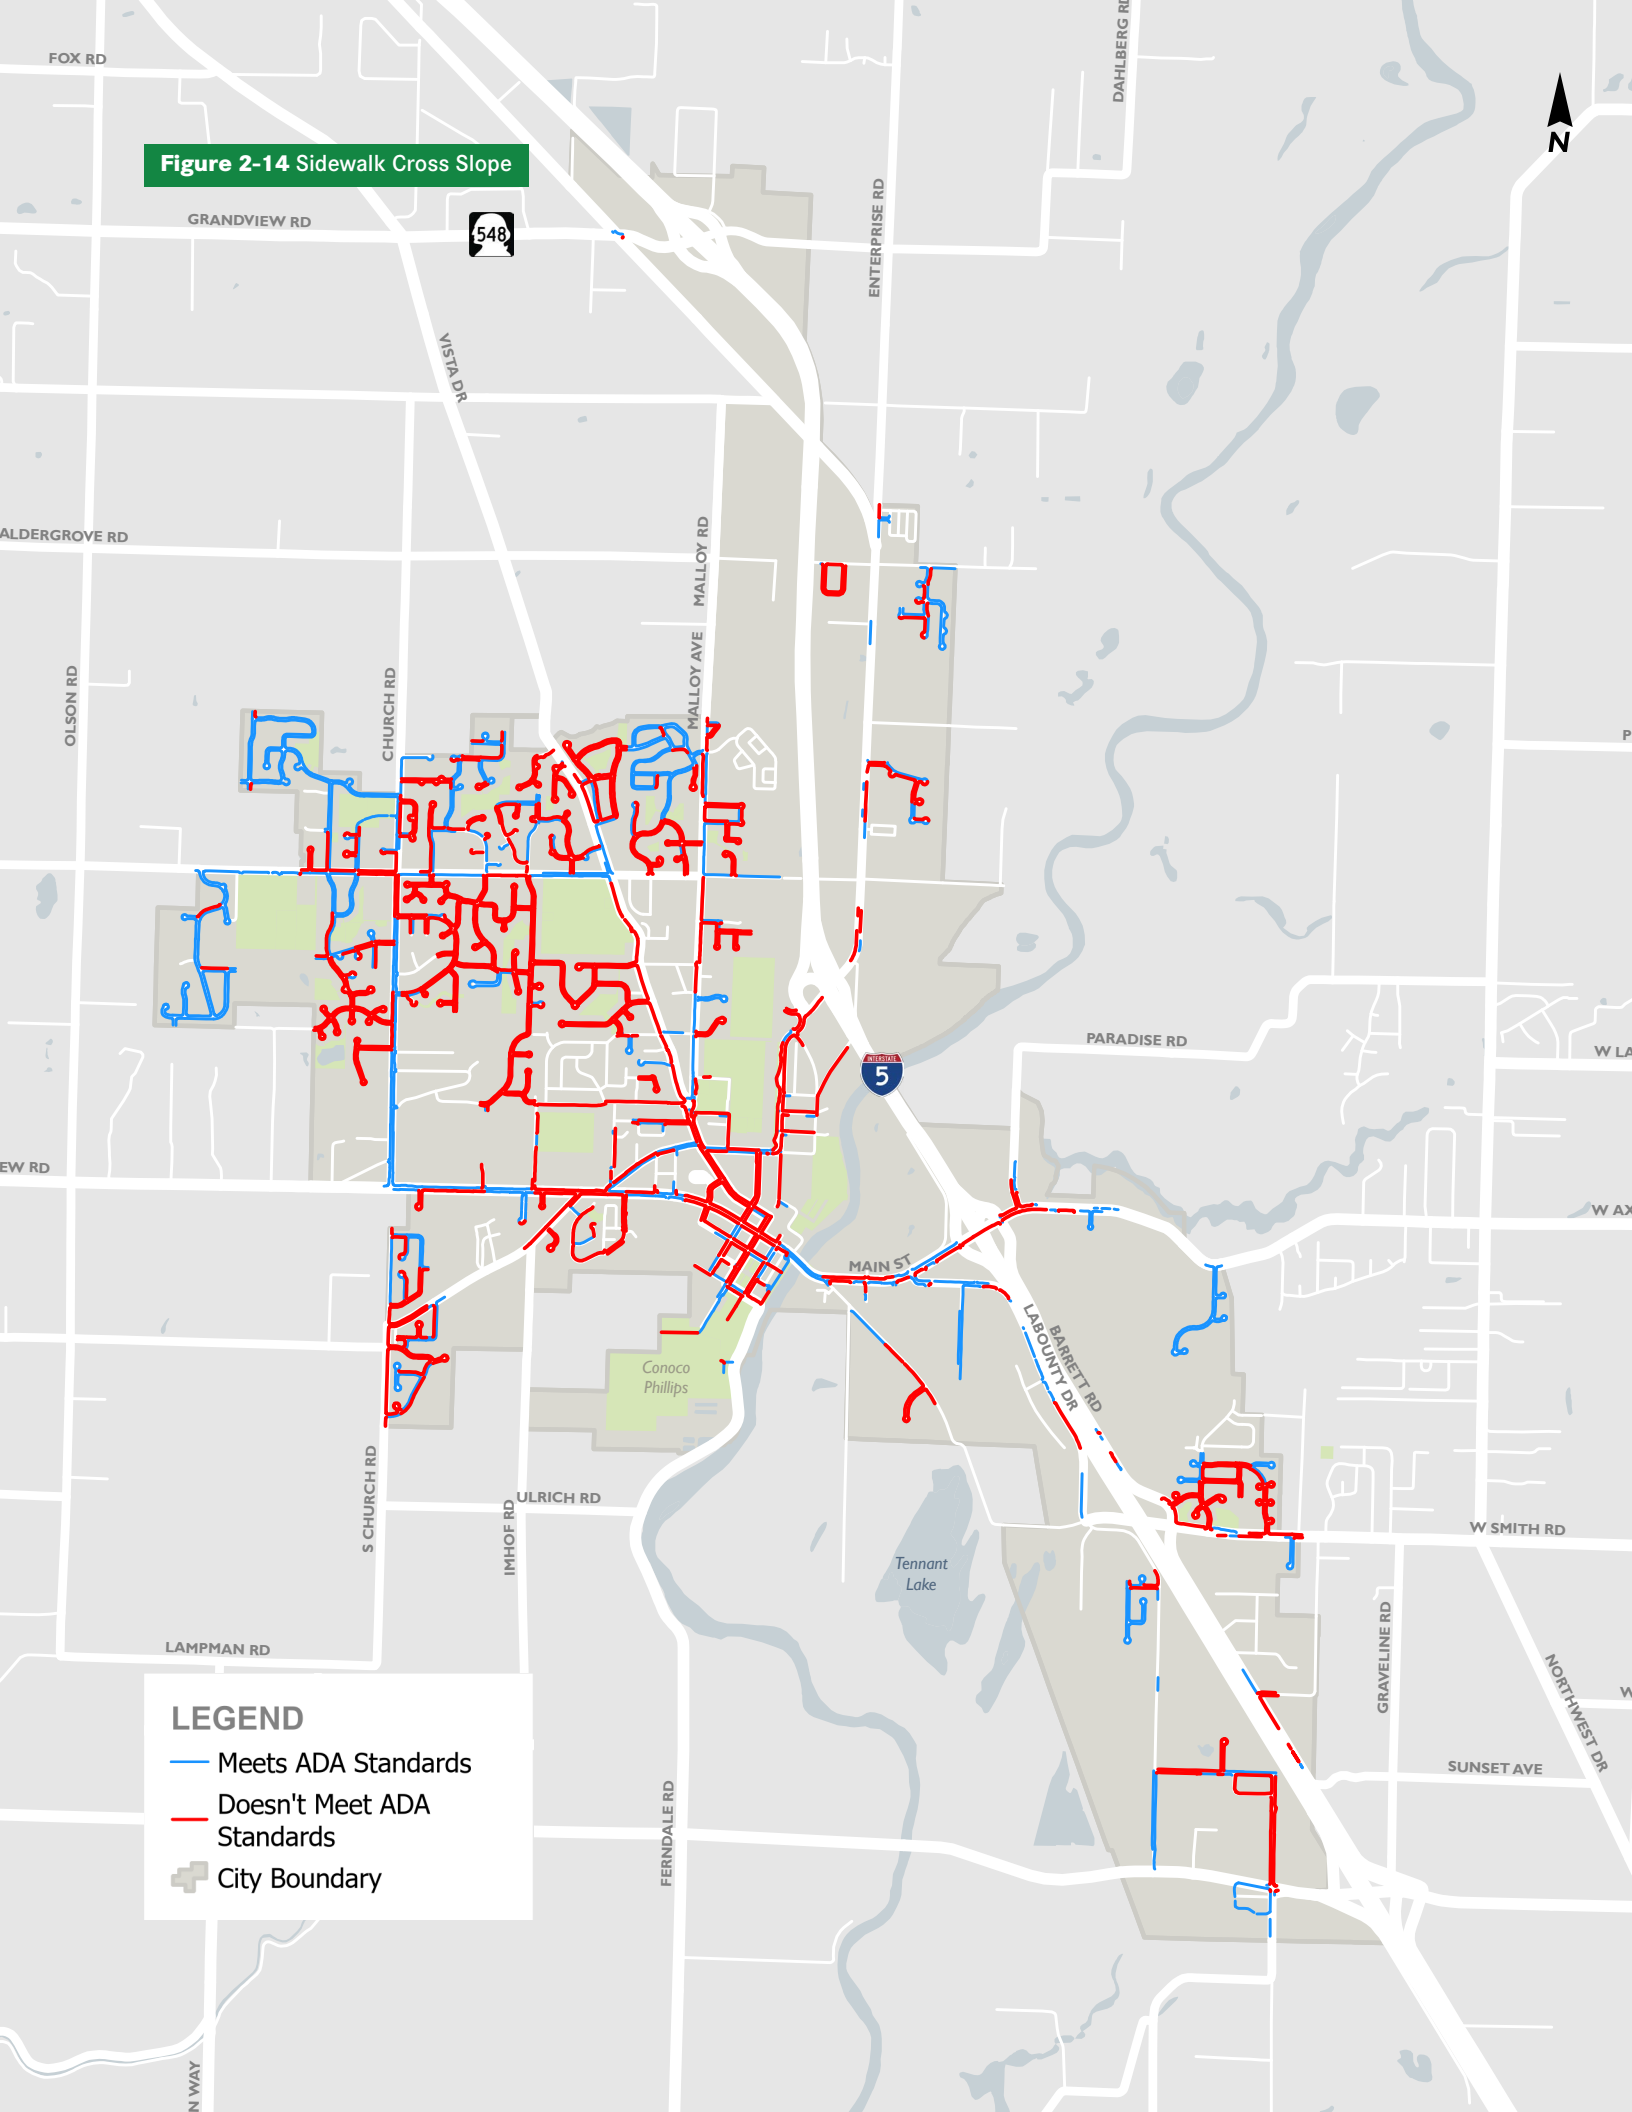 DAHLBERG RD
FOX RD
N
Figure 2-14 Sidewalk Cross Slope
GRANDVIEW RD
548
ENTERPRISE RD
VISTA DR
ALDERGROVE RD
MALLOY RD
MALLOY AVE
OLSON RD
CHURCH RD
P
PARADISE RD
W LA
INTERSTATE
5
EW RD
W AX
MAIN ST
BARRETT RD
LABOUNTY DR
Conoco
Phillips
S CHURCH RD
ULRICH RD
IMHOF RD
W SMITH RD
Tennant
Lake
LAMPMAN RD
GRAVELINE RD
NORTHWEST DR
W
LEGEND
Meets ADA Standards
Doesn't Meet ADA
Standards
City Boundary
SUNSET AVE
FERNDALE RD
N WAY